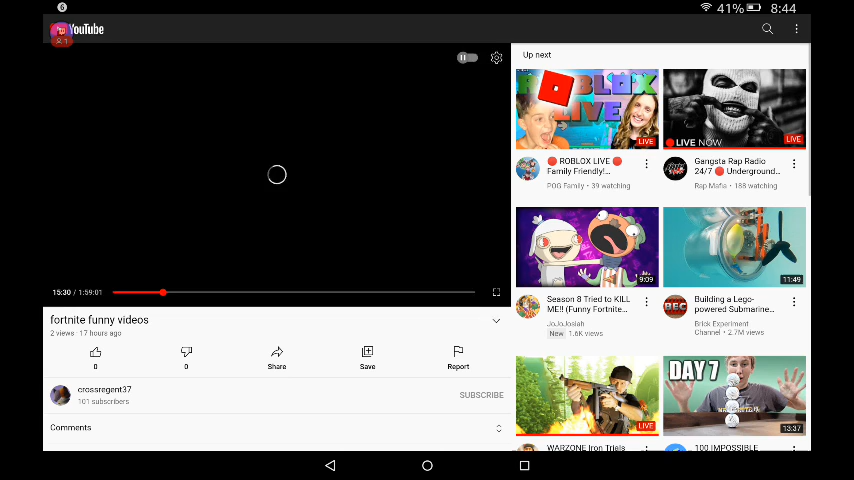 6
41%
8:44
YouTube
1
Up next
15:30 / 1:59:01
fortnite funny videos
2 views · 17 hours ago
0
0
Share
Save
Report
crossregent37
101 subscribers
SUBSCRIBE
Comments
ROBLOX
LIVE
LIVE
🔴 ROBLOX LIVE 🔴
Family Friendly!...
POG Family • 39 watching
LIVE NOW
LIVE
Gangsta Rap Radio
24/7 🔴 Underground...
Rap Mafia • 188 watching
9:09
Season 8 Tried to KILL
ME!! (Funny Fortnite...
JoJoJosiah
New 1.6K views
11:49
BEC
Building a Lego-
powered Submarine...
Brick Experiment
Channel • 2.7M views
LIVE
WARZONE Iron Trials
DAY 7
13:37
100 IMPOSSIBLE